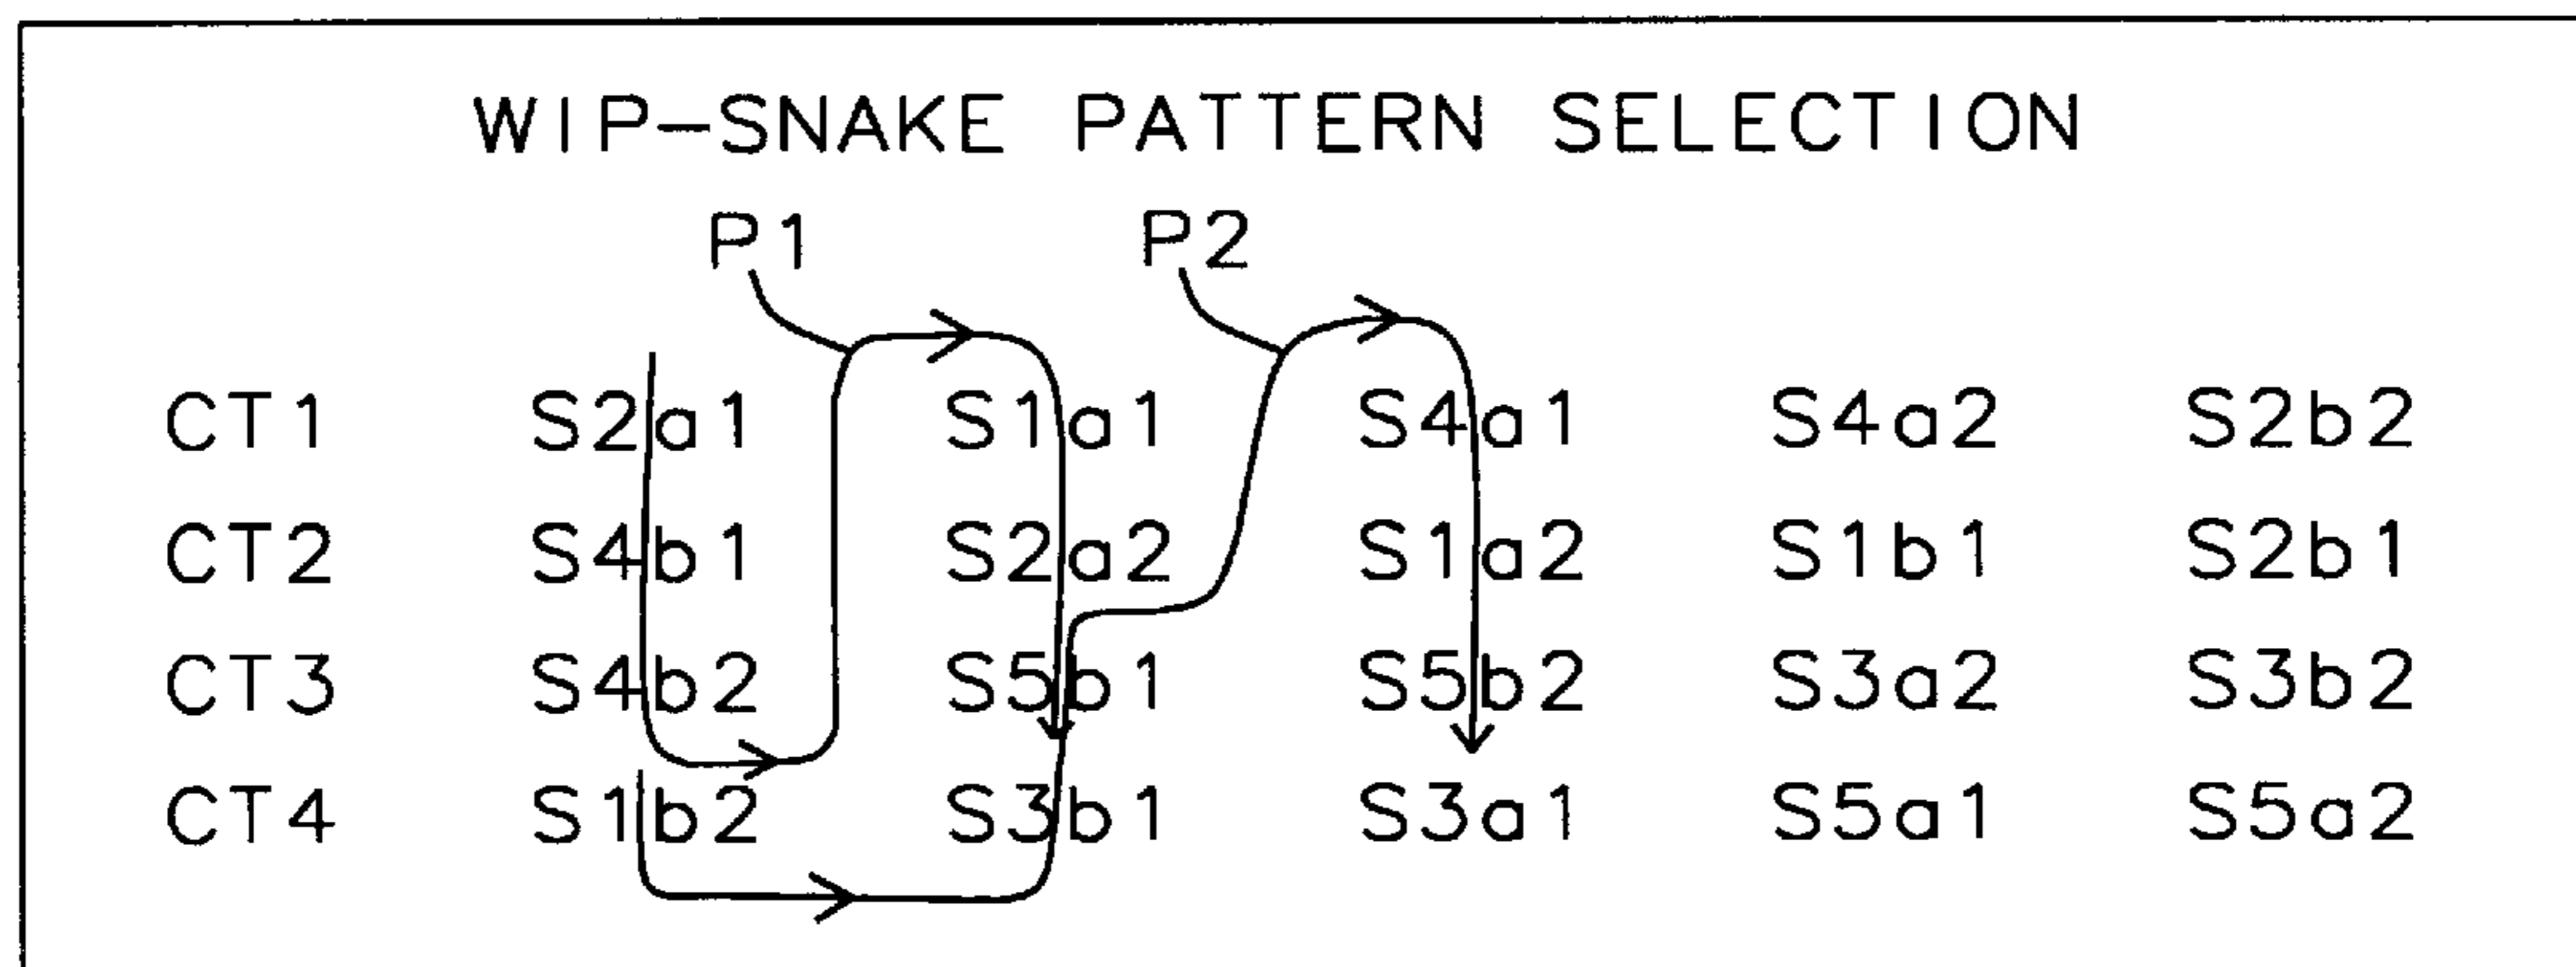 WIP-SNAKE PATTERN SELECTION
P1 P2
CT1 S2a1 S1a1 S4a1 S4a2 S2b2
CT2 S4b1 S2a2 S1a2 S1b1 S2b1
CT3 S4b2 S5b1 S5b2 S3a2 S3b2
CT4 S1b2 S3b1 S3a1 S5a1 S5a2